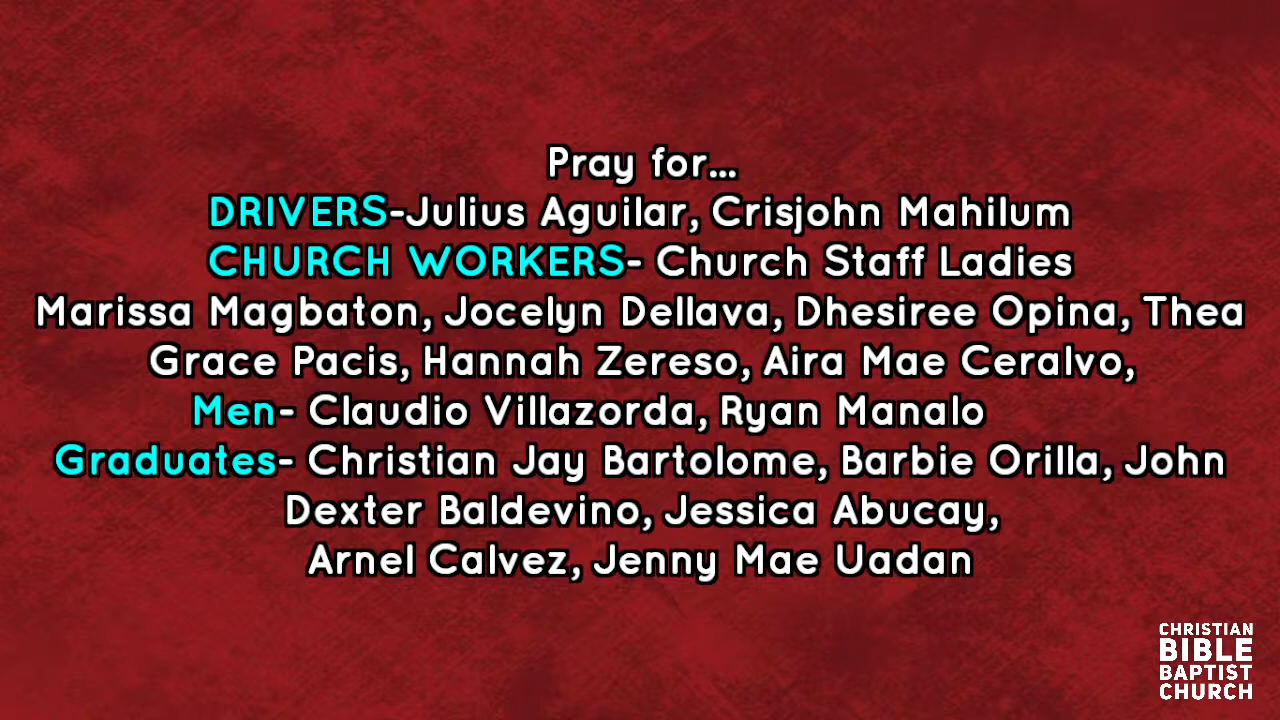 Pray for...
DRIVERS-Julius Aguilar, Crisjohn Mahilum
CHURCH WORKERS- Church Staff Ladies
Marissa Magbaton, Jocelyn Dellava, Dhesiree Opina, Thea
Grace Pacis, Hannah Zereso, Aira Mae Ceralvo,
Men- Claudio Villazorda, Ryan Manalo
Graduates- Christian Jay Bartolome, Barbie Orilla, John
Dexter Baldevino, Jessica Abucay,
Arnel Calvez, Jenny Mae Uadan
CHRISTIAN
BIBLE
BAPTIST
CHURCH